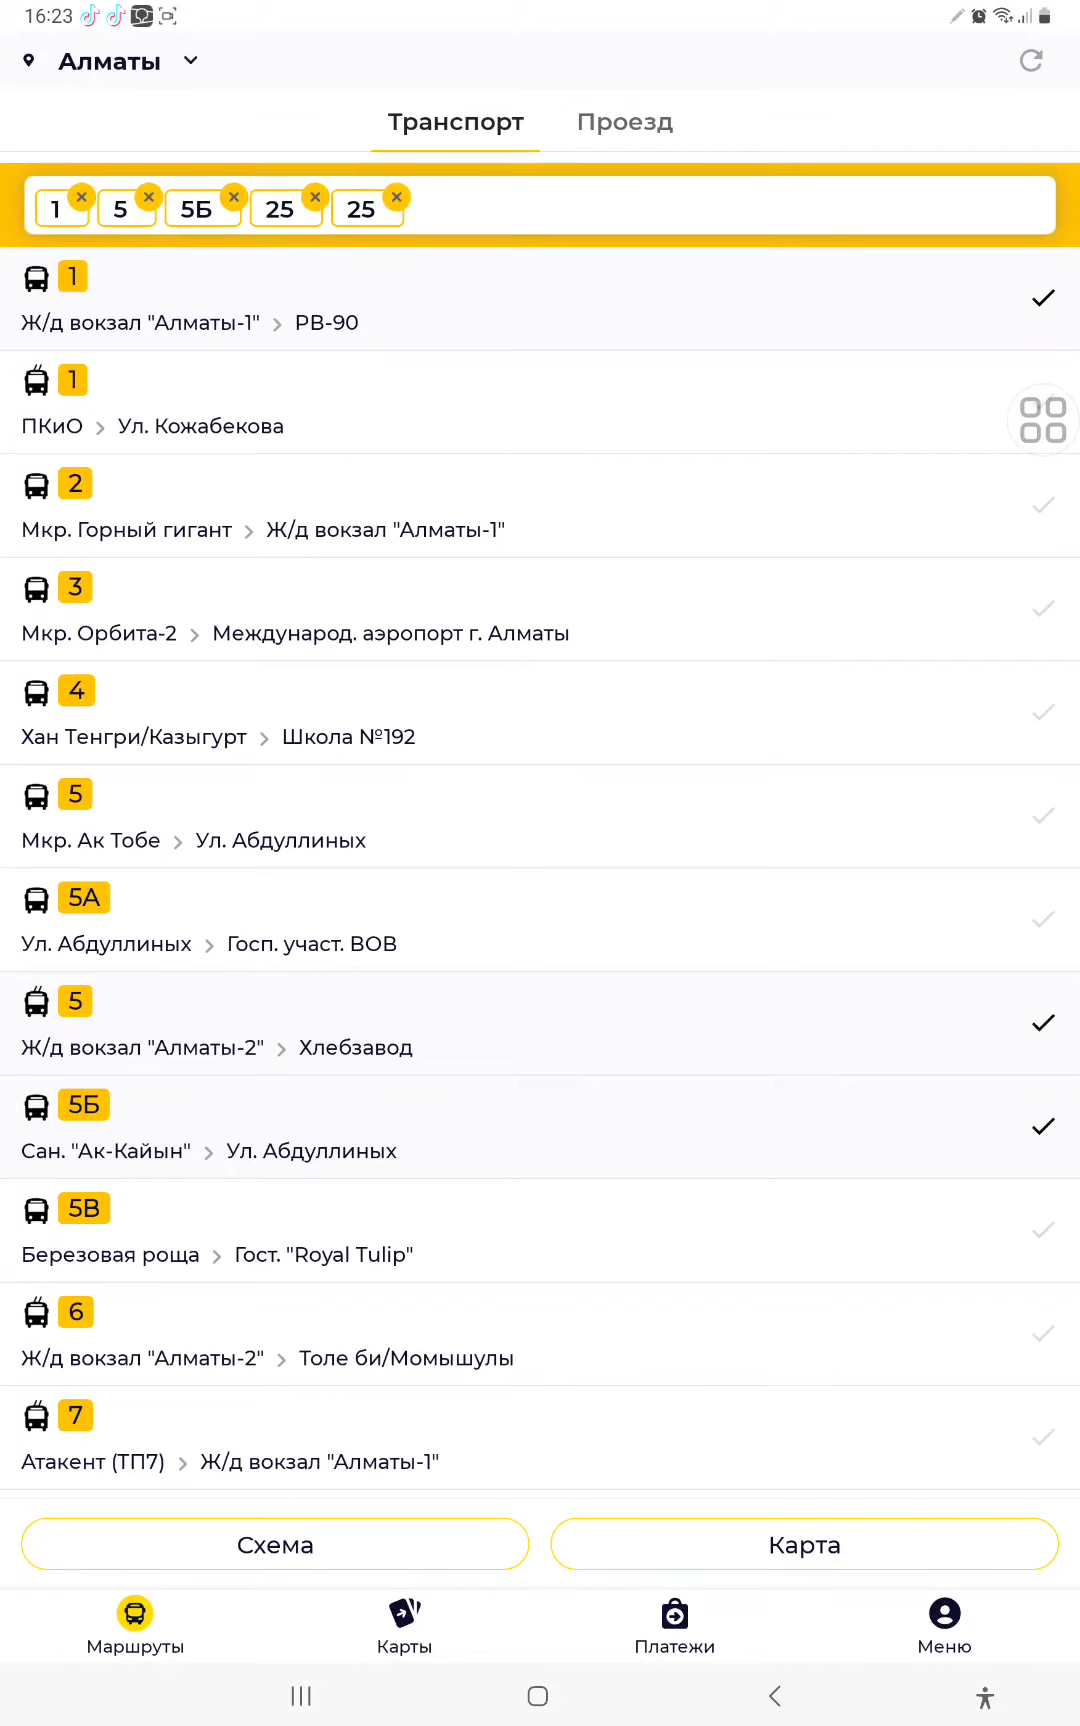 16:23
Алматы
Транспорт Проезд
1 5 5Б 25 25
1
Ж/д вокзал "Алматы-1" > РВ-90
1
ПКиО > Ул. Кожабекова
2
Мкр. Горный гигант > Ж/д вокзал "Алматы-1"
3
Мкр. Орбита-2 > Международ. аэропорт г. Алматы
4
Хан Тенгри/Казыгурт > Школа №192
5
Мкр. Ак Тобе > Ул. Абдуллиных
5А
Ул. Абдуллиных > Госп. участ. ВОВ
5
Ж/д вокзал "Алматы-2" > Хлебзавод
5Б
Сан. "Ак-Кайын" > Ул. Абдуллиных
5В
Березовая роща > Гост. "Royal Tulip"
6
Ж/д вокзал "Алматы-2" > Толе би/Момышулы
7
Атакент (ТП7) > Ж/д вокзал "Алматы-1"
Схема Карта
Маршруты Карты Платежи Меню